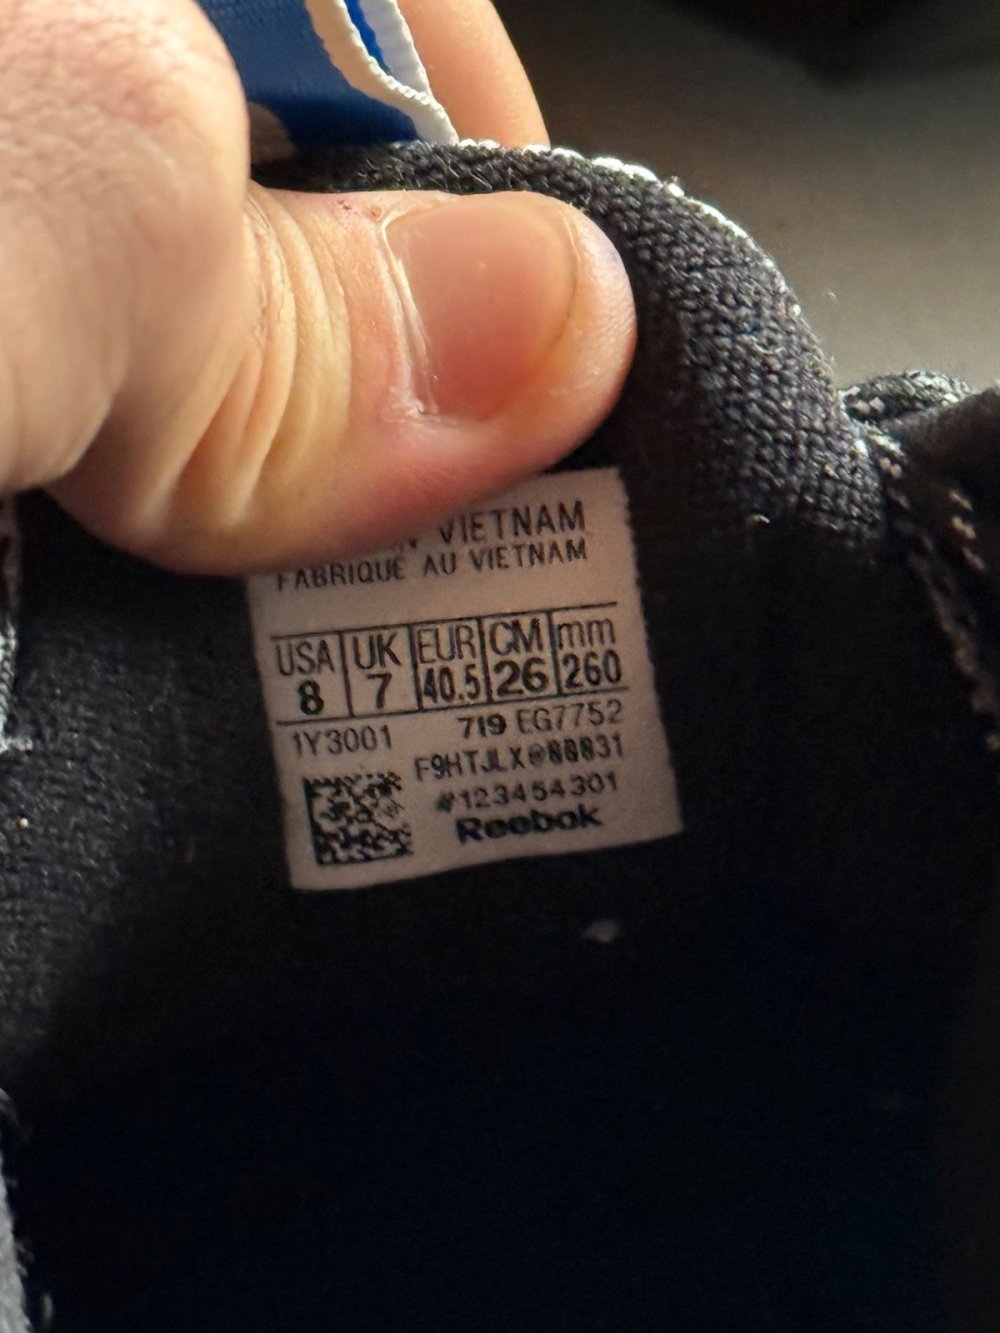 VIETNAM
FABRIQUE AU VIETNAM
USA UK EUR CM mm
8 7 40.5 26 260
1Y3001 719 EG7752
F9HTJLX@88831
#123454301
Reebok